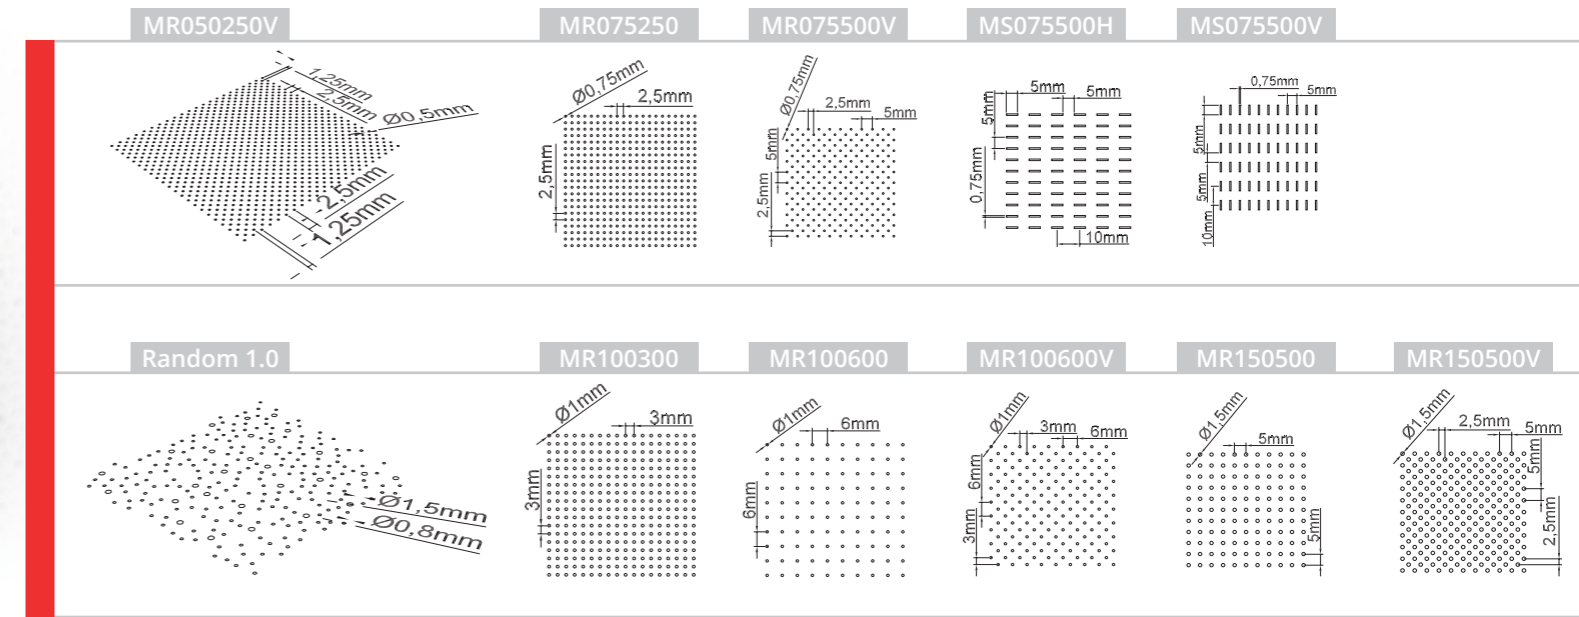 MR050250V
MR075250
MR075500V
MS075500H
MS075500V
1,25mm
2,5mm
Ø0,5mm
2,5mm
1,25mm
Ø0,75mm
2,5mm
2,5mm
Ø0,75mm
2,5mm
5mm
5mm
2,5mm
5mm
5mm
5mm
0,75mm
10mm
0,75mm
5mm
5mm
5mm
10mm
Random 1.0
MR100300
MR100600
MR100600V
MR150500
MR150500V
Ø1,5mm
Ø0,8mm
Ø1mm
3mm
3mm
Ø1mm
6mm
6mm
Ø1mm
3mm
6mm
6mm
3mm
Ø1,5mm
5mm
5mm
Ø1,5mm
2,5mm
5mm
5mm
2,5mm